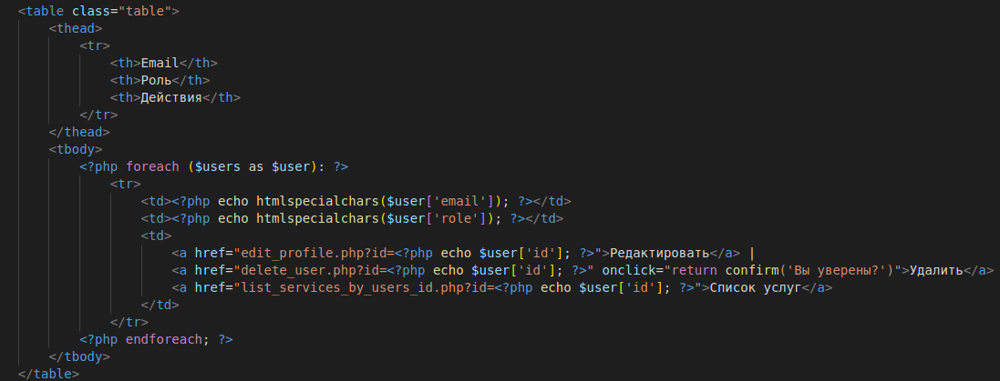 <table class="table">
    <thead>
        <tr>
            <th>Email</th>
            <th>Роль</th>
            <th>Действия</th>
        </tr>
    </thead>
    <tbody>
        <?php foreach ($users as $user): ?>
            <tr>
                <td><?php echo htmlspecialchars($user['email']); ?></td>
                <td><?php echo htmlspecialchars($user['role']); ?></td>
                <td>
                    <a href="edit_profile.php?id=<?php echo $user['id']; ?>">Редактировать</a> |
                    <a href="delete_user.php?id=<?php echo $user['id']; ?>" onclick="return confirm('Вы уверены?')">Удалить</a>
                    <a href="list_services_by_users_id.php?id=<?php echo $user['id']; ?>">Список услуг</a>
                </td>
            </tr>
        <?php endforeach; ?>
    </tbody>
</table>